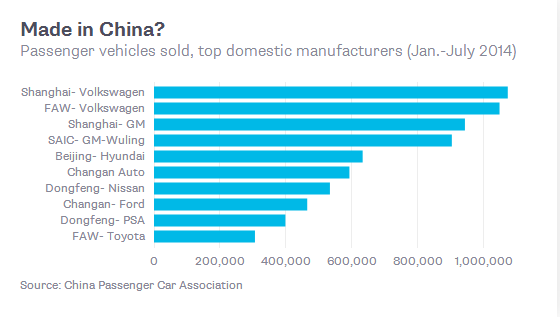 Made in China?
Passenger vehicles sold, top domestic manufacturers (Jan.-July 2014)
Shanghai- Volkswagen
FAW- Volkswagen
Shanghai- GM
SAIC- GM-Wuling
Beijing- Hyundai
Changan Auto
Dongfeng- Nissan
Changan- Ford
Dongfeng- PSA
FAW- Toyota
0 200,000 400,000 600,000 800,000 1,000,000
Source: China Passenger Car Association